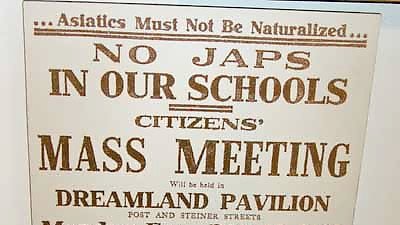 ... Asiatics Must Not Be Naturalized...
NO JAPS
IN OUR SCHOOLS
CITIZENS'
MASS MEETING
Will be held in
DREAMLAND PAVILION
POST AND STEINER STREETS